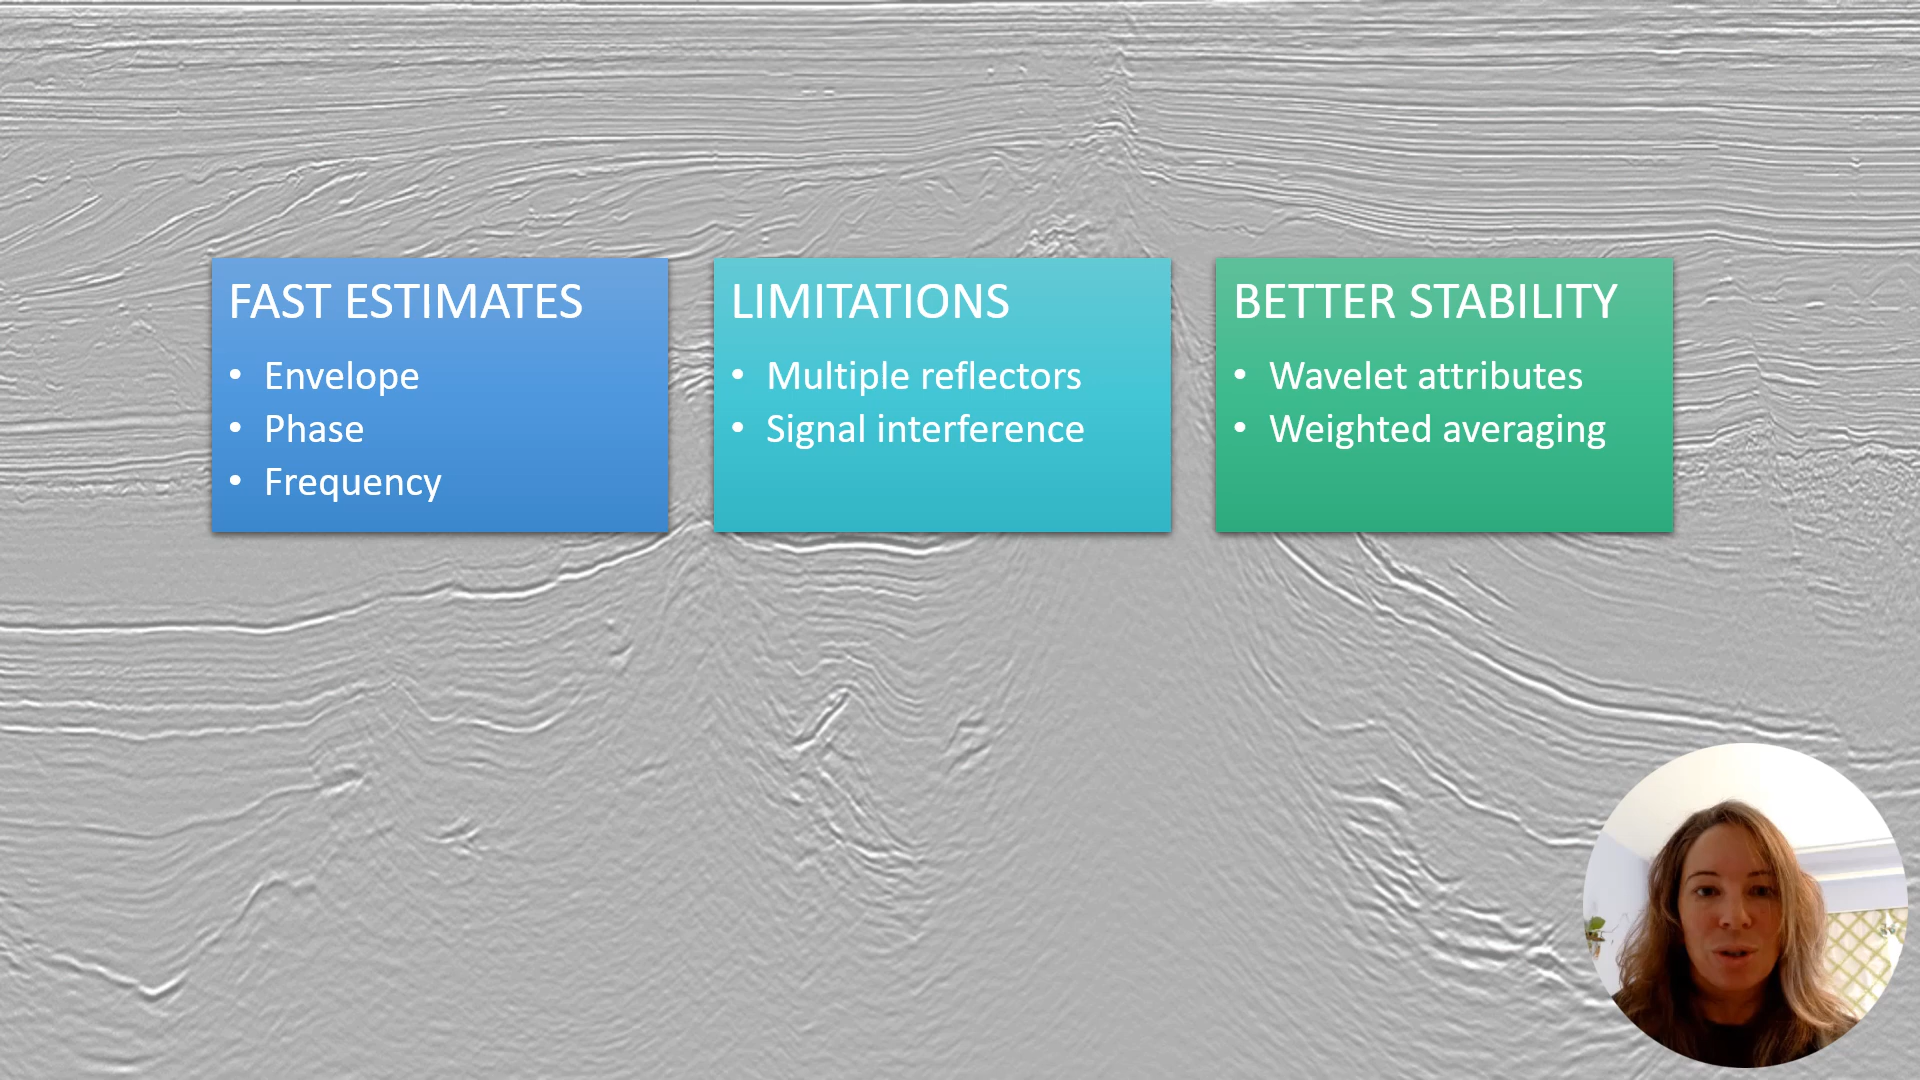 FAST ESTIMATES
• Envelope
• Phase
• Frequency
LIMITATIONS
• Multiple reflectors
• Signal interference
BETTER STABILITY
• Wavelet attributes
• Weighted averaging